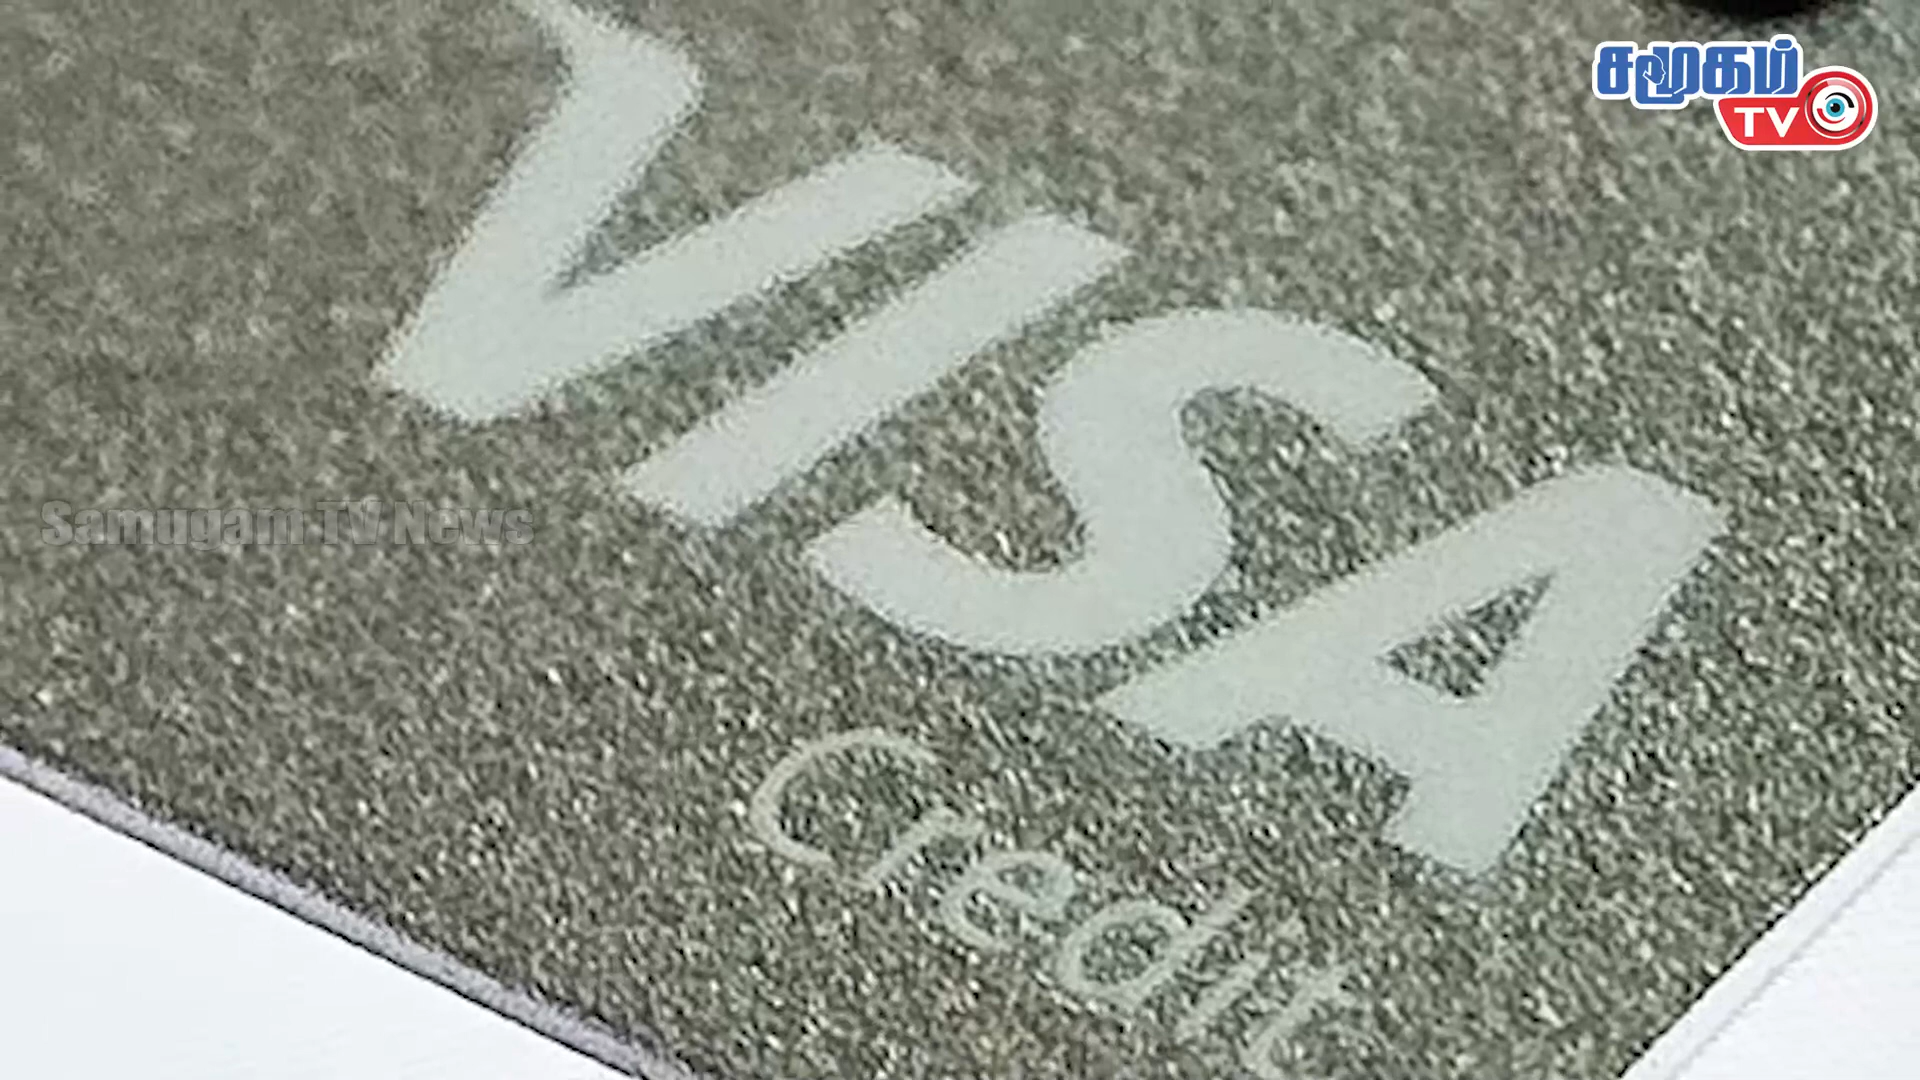 சமூகம்
TV
VISA
Samugam TV News
Credit